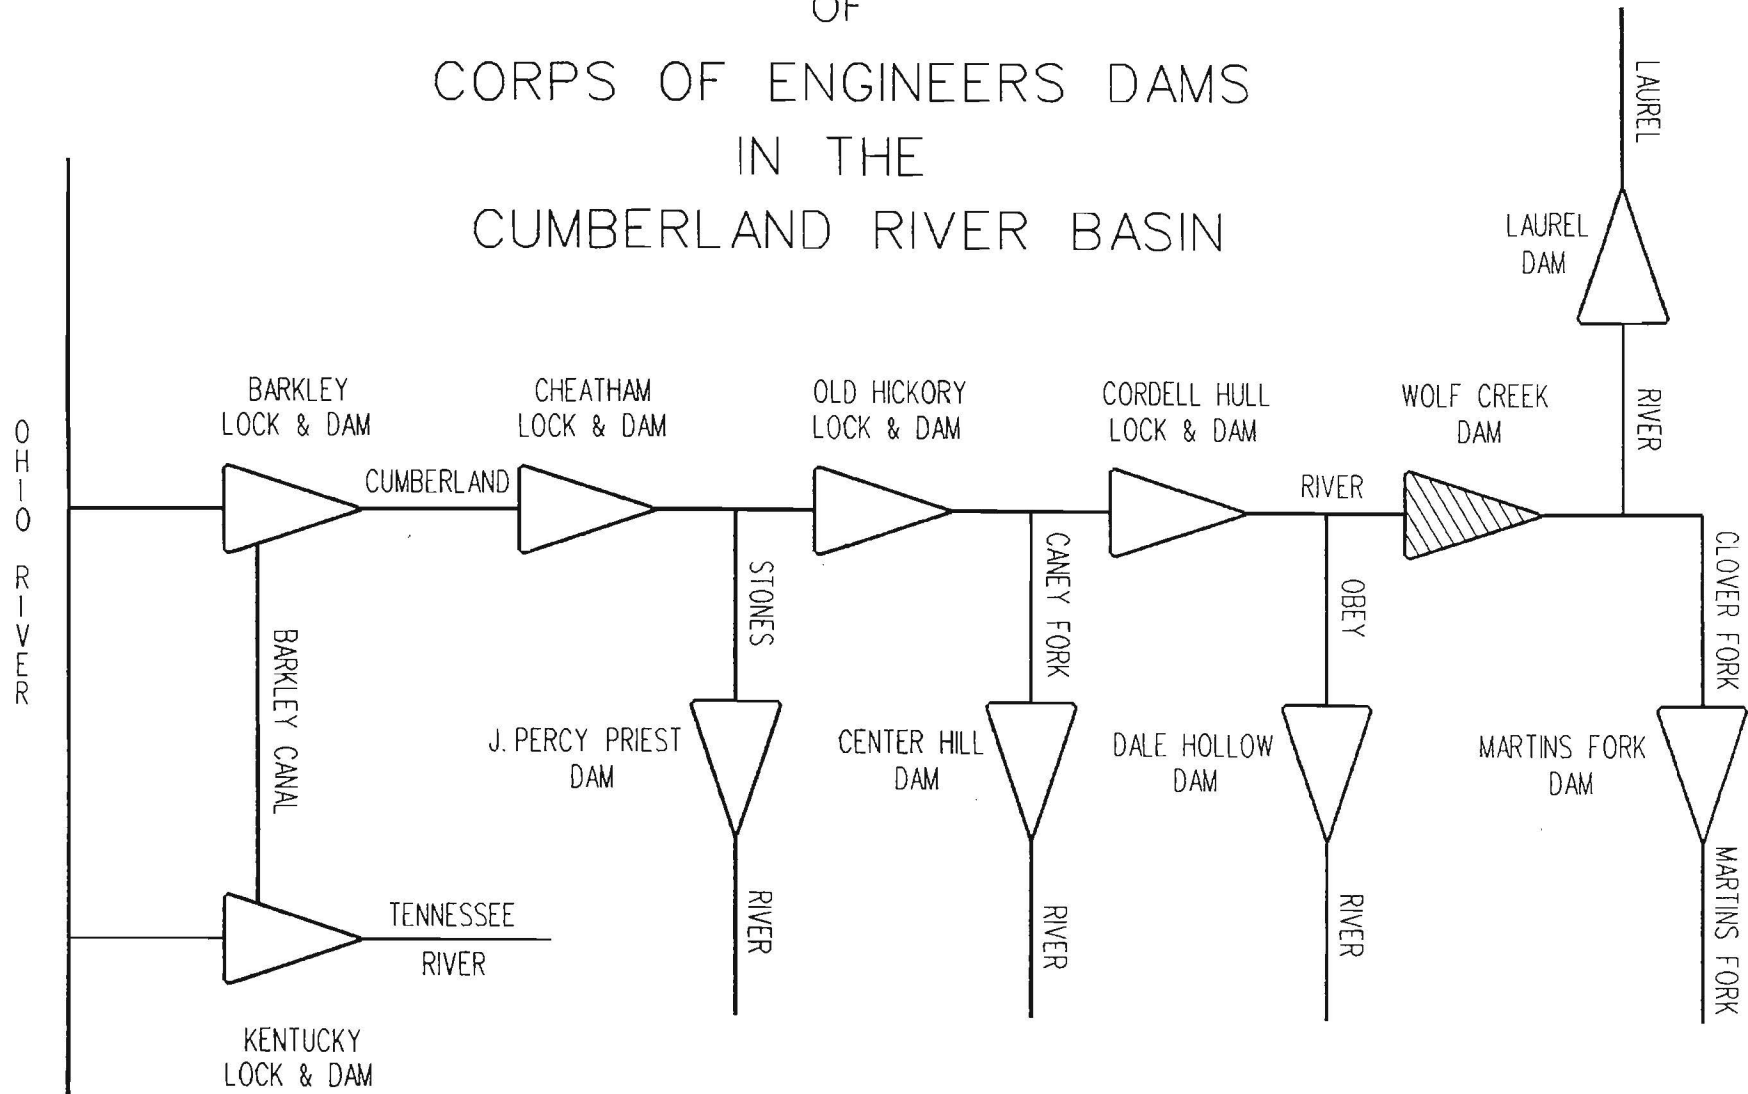 OF
CORPS OF ENGINEERS DAMS
IN THE
CUMBERLAND RIVER BASIN
LAUREL
LAUREL
DAM
RIVER
BARKLEY
LOCK & DAM
CHEATHAM
LOCK & DAM
OLD HICKORY
LOCK & DAM
CORDELL HULL
LOCK & DAM
WOLF CREEK
DAM
OHIO RIVER
CUMBERLAND
RIVER
BARKLEY CANAL
STONES
CANEY FORK
OBEY
CLOVER FORK
J. PERCY PRIEST
DAM
CENTER HILL
DAM
DALE HOLLOW
DAM
MARTINS FORK
DAM
RIVER
RIVER
RIVER
MARTINS FORK
TENNESSEE
RIVER
KENTUCKY
LOCK & DAM